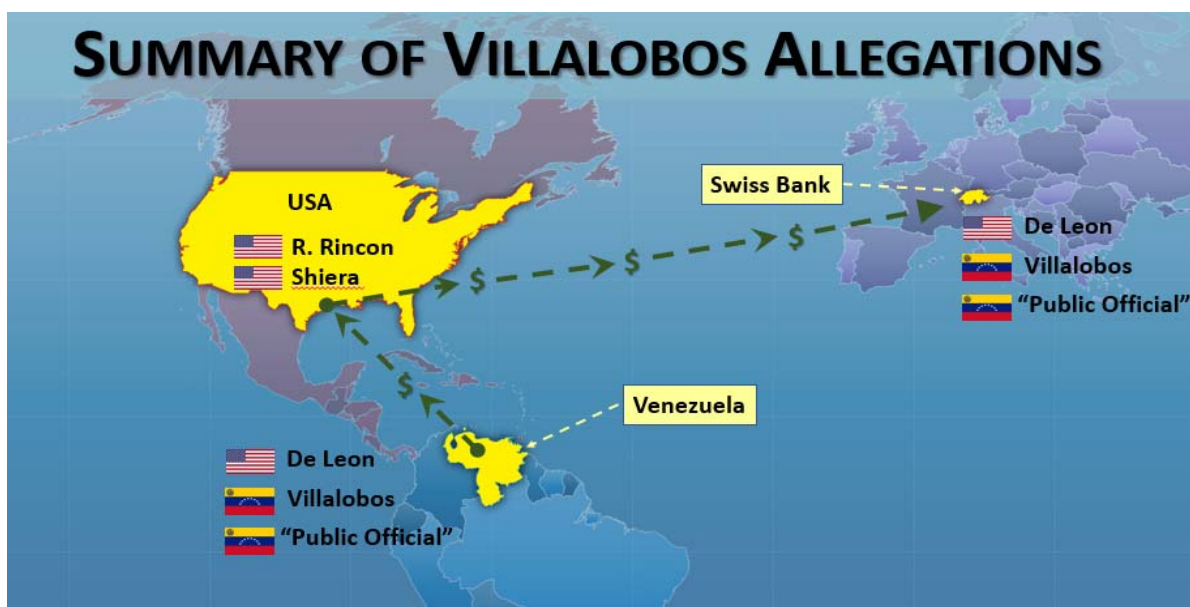 SUMMARY OF VILLALOBOS ALLEGATIONS
USA
R. Rincon
Shiera
$
$
$
Swiss Bank
De Leon
Villalobos
“Public Official”
$
Venezuela
De Leon
Villalobos
“Public Official”